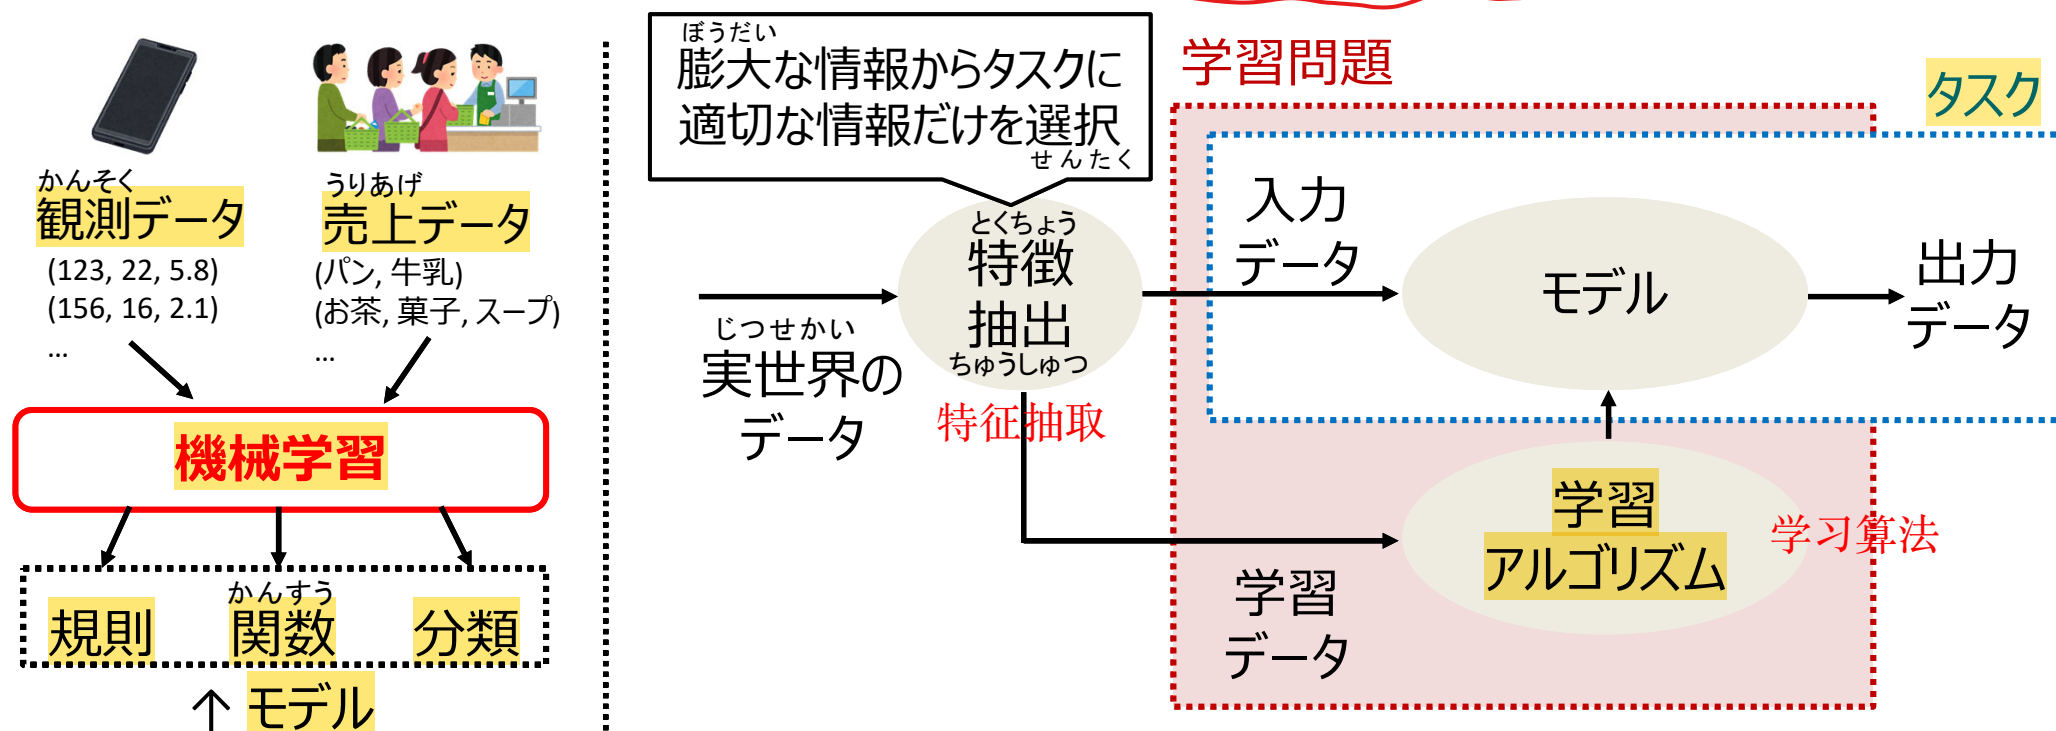 かんそく
観測データ
(123, 22, 5.8)
(156, 16, 2.1)
…
うりあげ
売上データ
(パン, 牛乳)
(お茶, 菓子, スープ)
…
機械学習
かんすう
規則 関数 分類
↑ モデル
ぼうだい
膨大な情報からタスクに
適切な情報だけを選択
せんたく
とくちょう
特徴
抽出
ちゅうしゅつ
特征抽取
じつせかい
実世界の
データ
学習問題
タスク
入力
データ
モデル
出力
データ
学習
アルゴリズム
学习算法
学習
データ